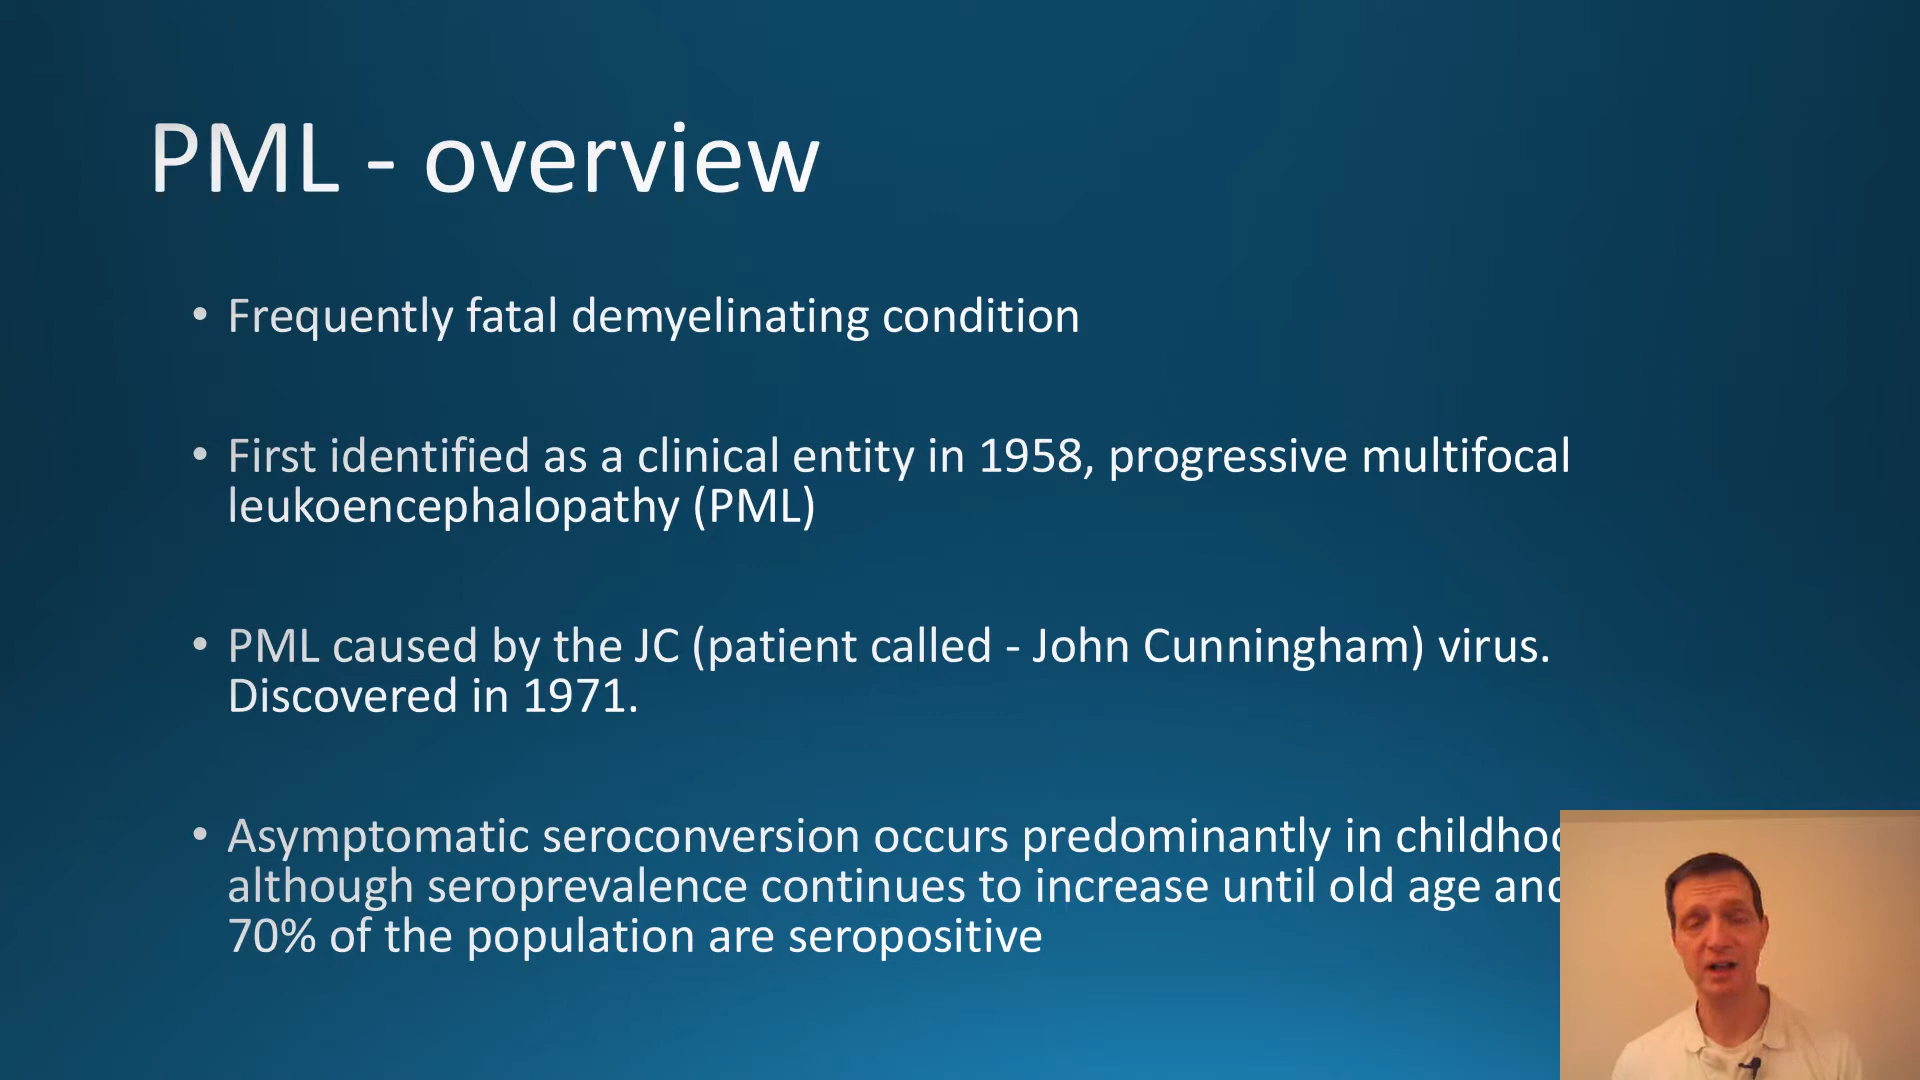 PML - overview
• Frequently fatal demyelinating condition
• First identified as a clinical entity in 1958, progressive multifocal
leukoencephalopathy (PML)
• PML caused by the JC (patient called - John Cunningham) virus.
Discovered in 1971.
• Asymptomatic seroconversion occurs predominantly in
although seroprevalence continues to increase until old age
70% of the population are seropositive